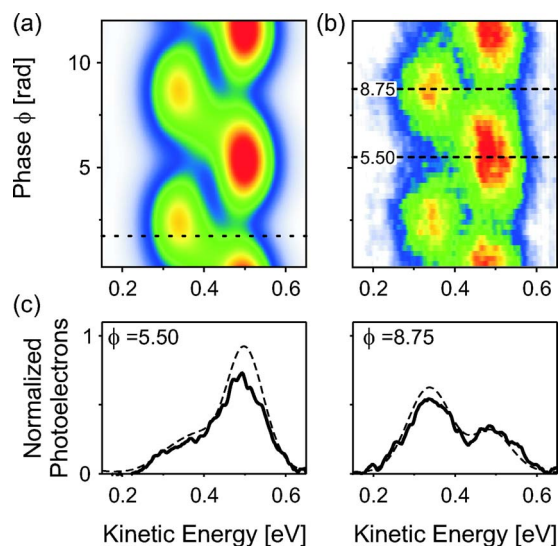 (a)
(b)
Phase ϕ [rad]
10
5
8.75
5.50
0.2
0.4
0.6
0.2
0.4
0.6
(c)
ϕ =5.50
ϕ =8.75
Normalized
Photoelectrons
1
0
0.2
0.4
0.6
0.2
0.4
0.6
Kinetic Energy [eV]
Kinetic Energy [eV]